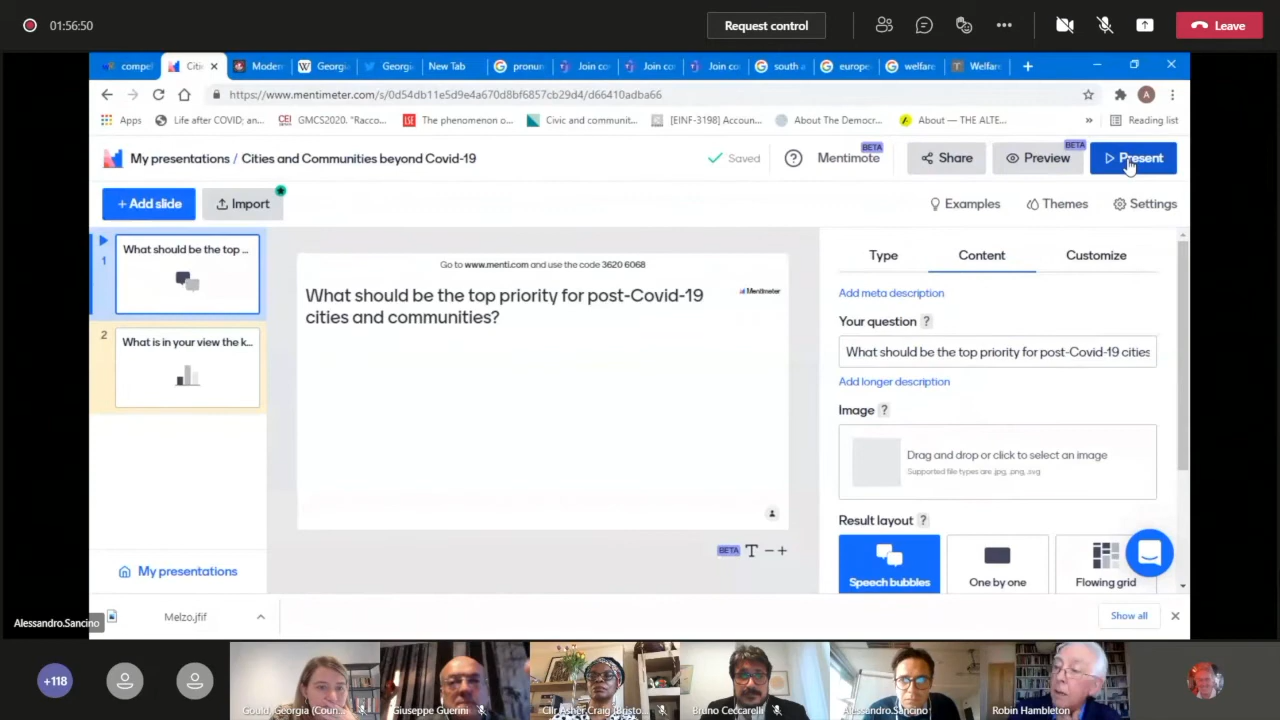 01:56:50
Request control
Leave
compel
Citie
Modern
Georgia
Georgi
New Tab
pronun
Join co
Join co
Join co
south a
europe
welfare
Welfare
https://www.mentimeter.com/s/0d54db11e5d9e4a670d8bf6857cb29d4/d66410adba66
A
Apps
Life after COVID; an...
CEI
GMCS2020. "Racco...
LSE
The phenomenon o...
Civic and communit...
[EINF-3198] Accoun...
About The Democr...
About — THE ALTE...
»
Reading list
My presentations / Cities and Communities beyond Covid-19
Saved
Mentimote
BETA
Share
Preview
BETA
Present
+ Add slide
Import
Examples
Themes
Settings
1
What should be the top ...
2
What is in your view the k...
My presentations
Go to www.menti.com and use the code 3620 6068
What should be the top priority for post-Covid-19
cities and communities?
Mentimeter
BETA T − +
Type
Content
Customize
Add meta description
Your question ?
What should be the top priority for post-Covid-19 cities
Add longer description
Image ?
Drag and drop or click to select an image
Supported file types are .jpg, .png, .svg
Result layout ?
Speech bubbles
One by one
Flowing grid
Alessandro.Sancino
Melzo.jfif
Show all
+118
Gould, Georgia (Coun...
Giuseppe Guerini
Cllr Asher Craig (Bristo...
Bruno Ceccarelli
Alessandro.Sancino
Robin Hambleton